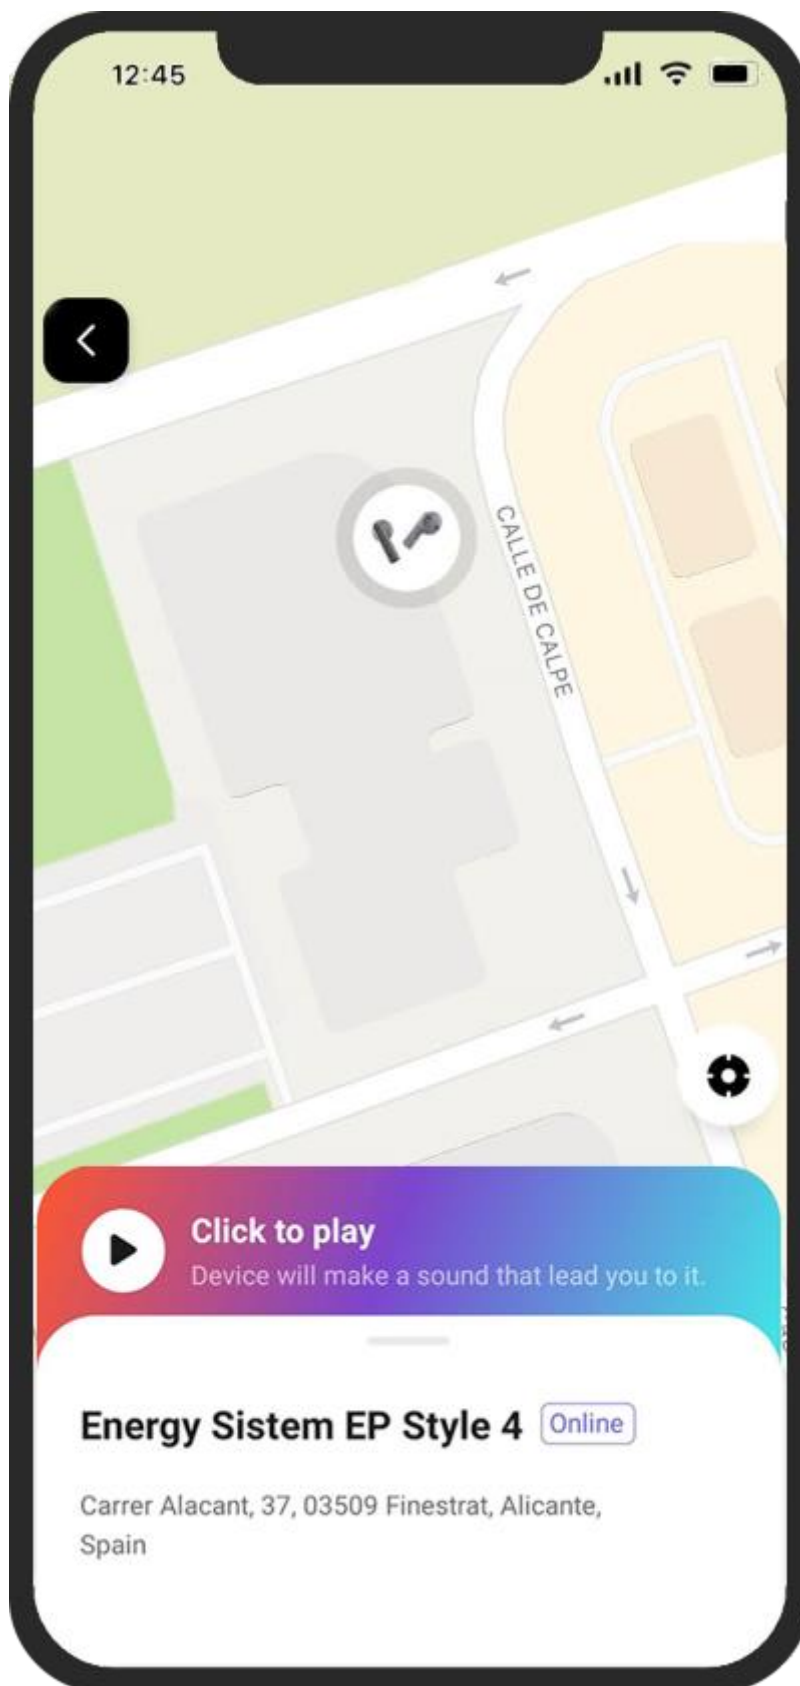 12:45
CALLE DE CALPE
Click to play
Device will make a sound that lead you to it.
Energy Sistem EP Style 4 Online
Carrer Alacant, 37, 03509 Finestrat, Alicante,
Spain